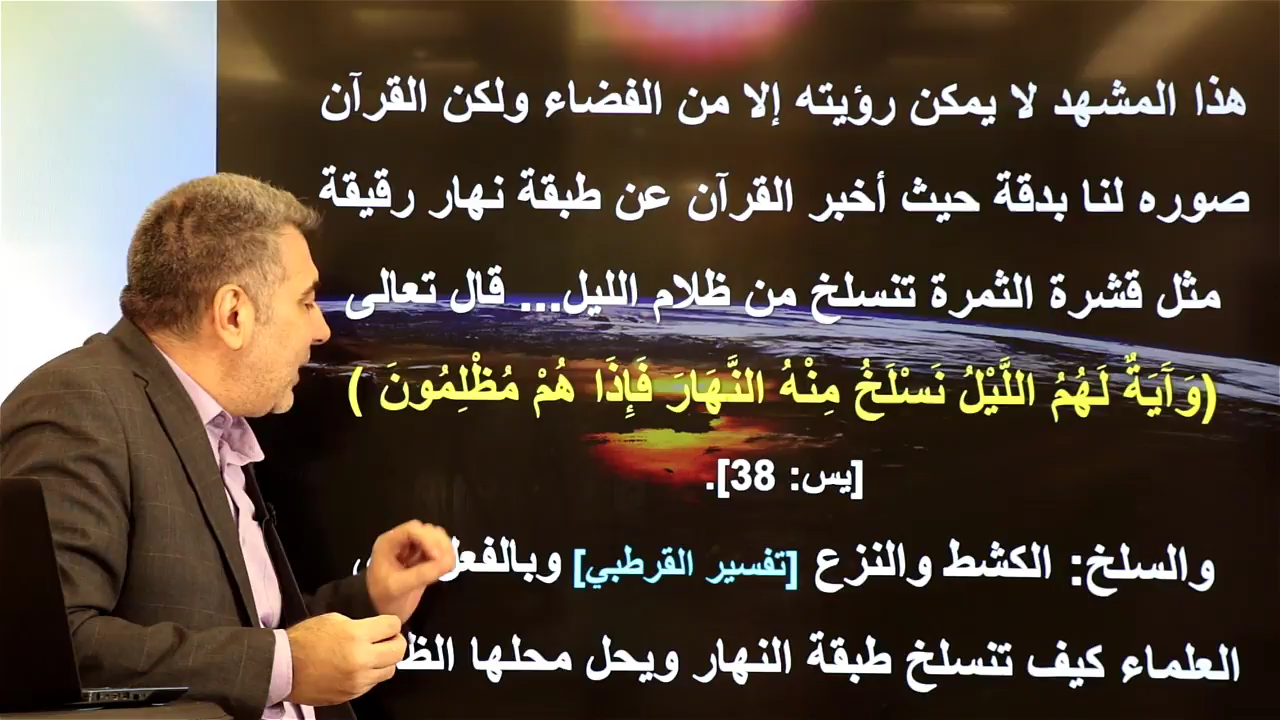 هذا المشهد لا يمكن رؤيته إلا من الفضاء ولكن القرآن
صوره لنا بدقة حيث أخبر القرآن عن طبقة نهار رقيقة
مثل قشرة الثمرة تنسلخ من ظلام الليل... قال تعالى
(وَآَيَةٌ لَهُمُ اللَّيْلُ نَسْلَخُ مِنْهُ النَّهَارَ فَإِذَا هُمْ مُظْلِمُونَ )
[يس: 38].
والسلخ: الكشط والنزع [تفسير القرطبي] وبالفعل
العلماء كيف تنسلخ طبقة النهار ويحل محلها